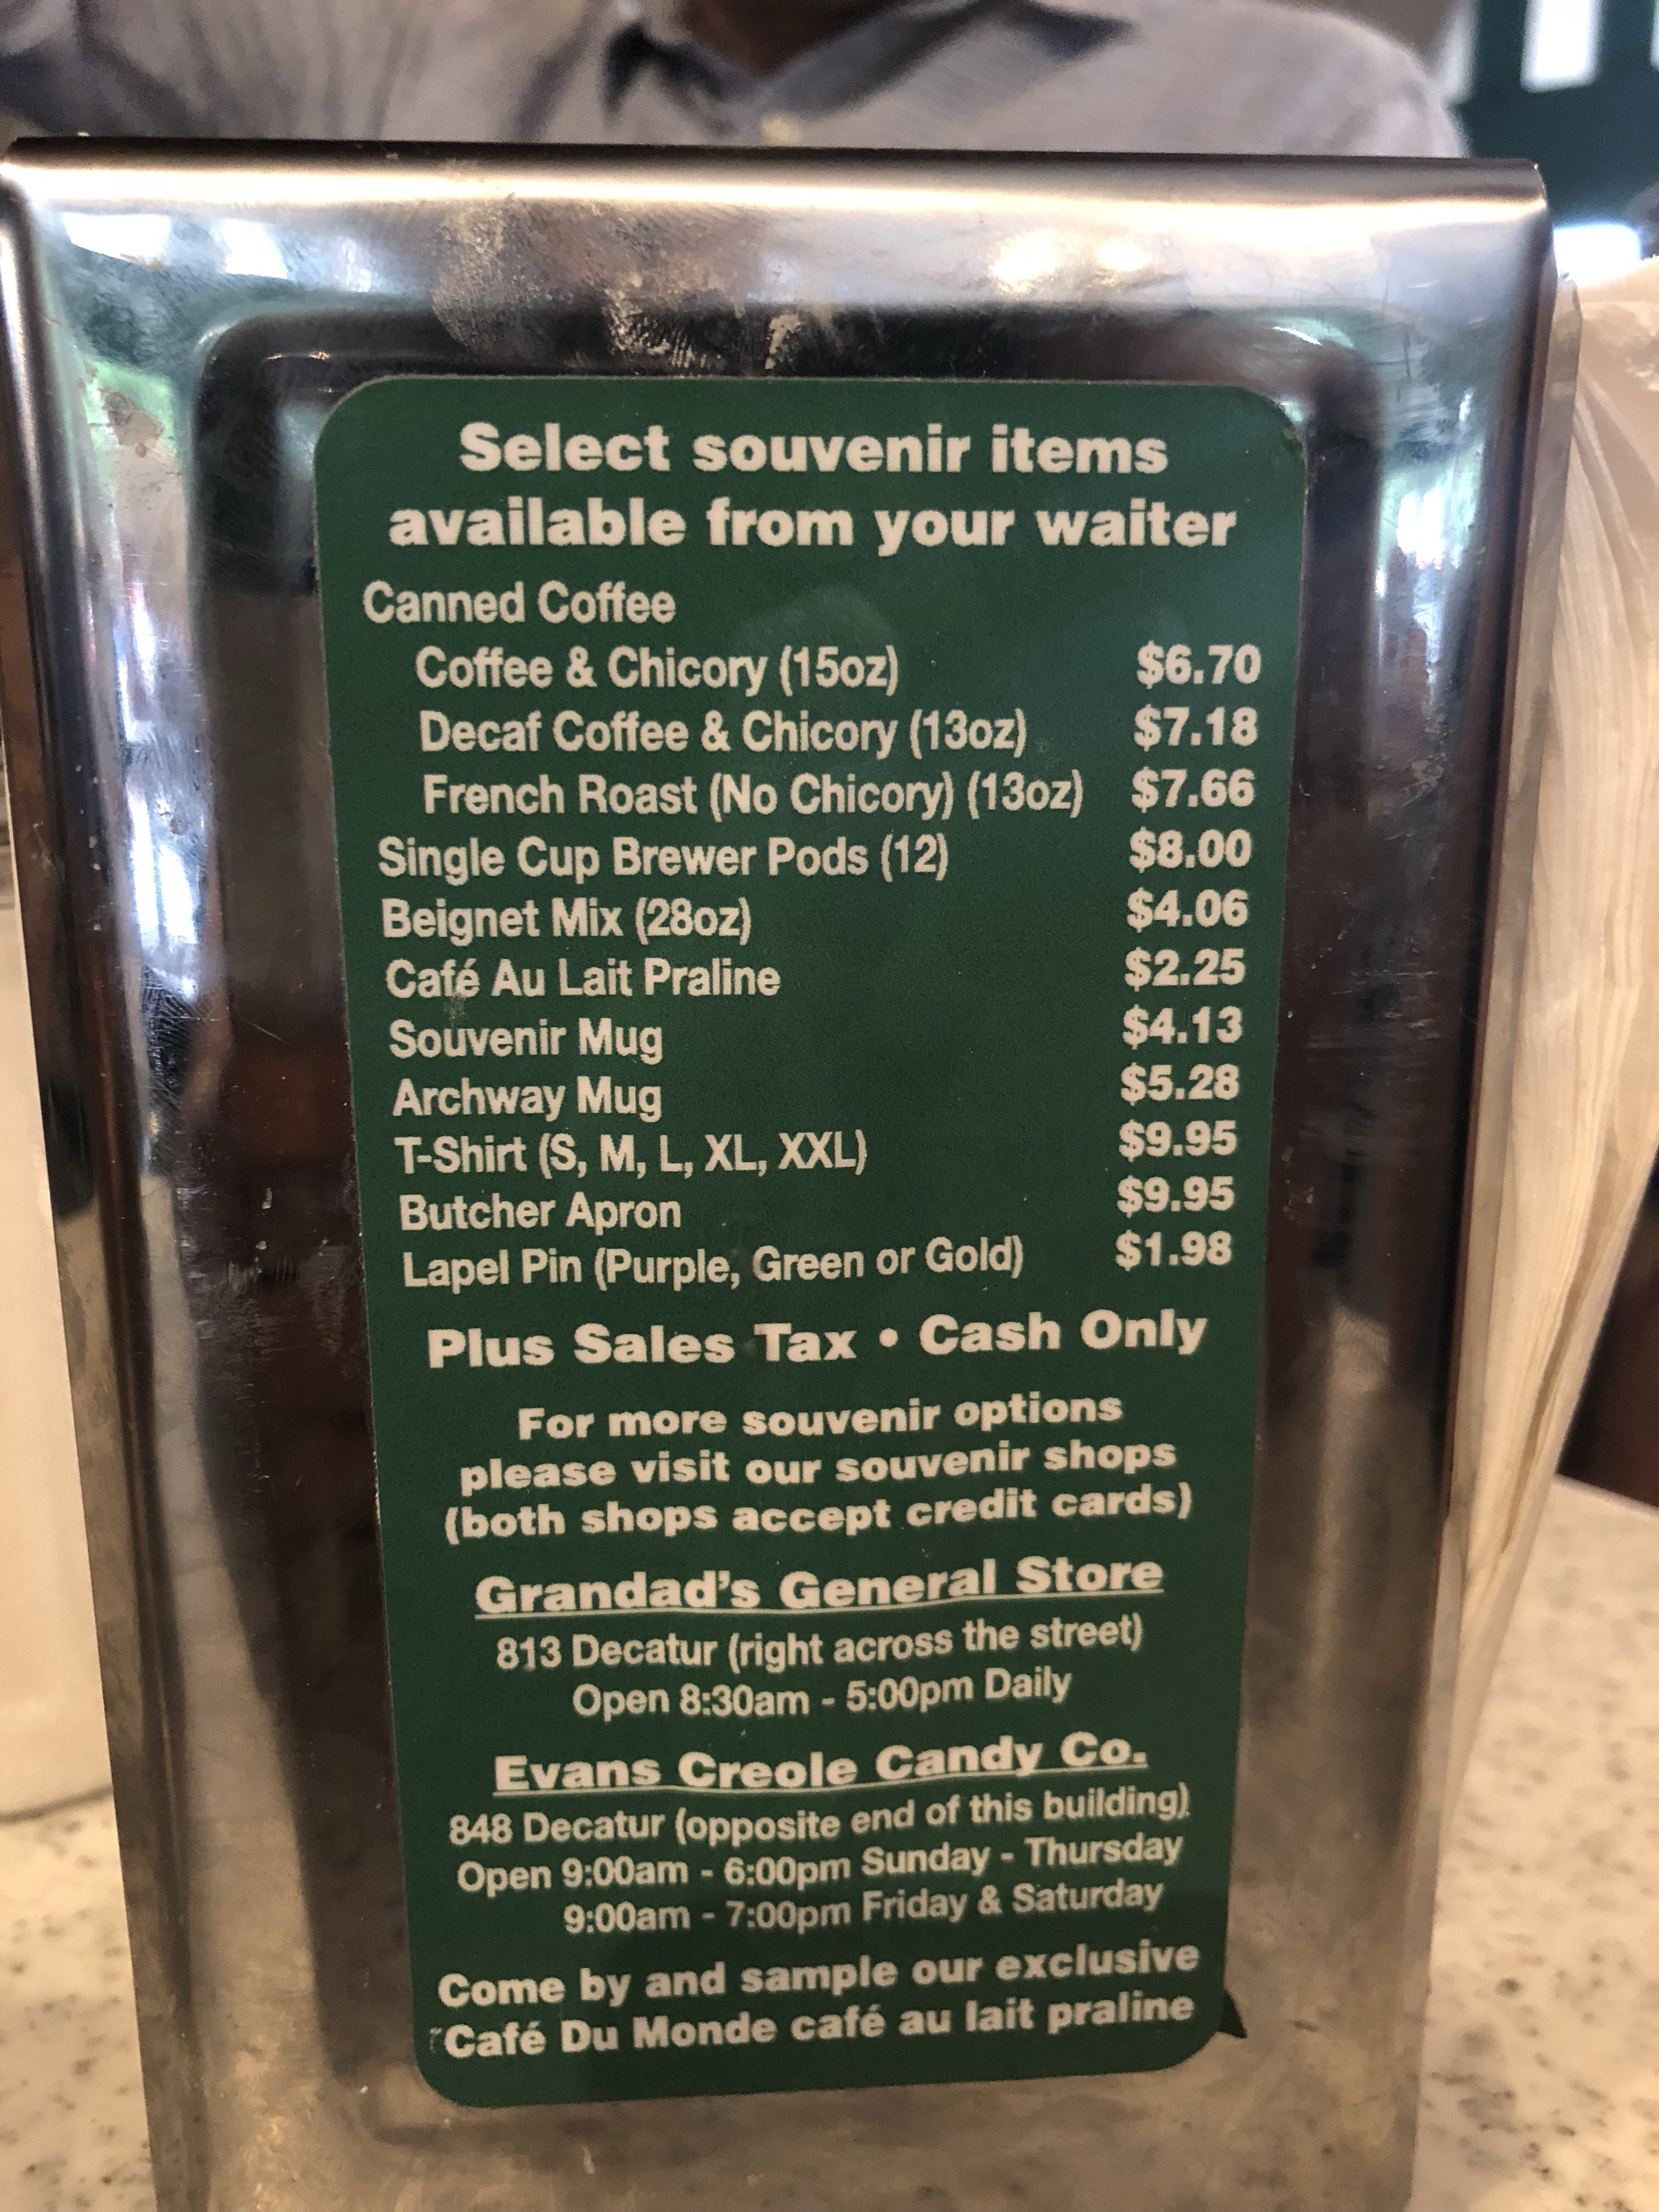 Select souvenir items
available from your waiter
Canned Coffee
Coffee & Chicory (15oz) $6.70
Decaf Coffee & Chicory (13oz) $7.18
French Roast (No Chicory) (13oz) $7.66
Single Cup Brewer Pods (12) $8.00
Beignet Mix (28oz) $4.06
Café Au Lait Praline $2.25
Souvenir Mug $4.13
Archway Mug $5.28
T-Shirt (S, M, L, XL, XXL) $9.95
Butcher Apron $9.95
Lapel Pin (Purple, Green or Gold) $1.98
Plus Sales Tax • Cash Only
For more souvenir options
please visit our souvenir shops
(both shops accept credit cards)
Grandad's General Store
813 Decatur (right across the street)
Open 8:30am - 5:00pm Daily
Evans Creole Candy Co.
848 Decatur (opposite end of this building)
Open 9:00am - 6:00pm Sunday - Thursday
9:00am - 7:00pm Friday & Saturday
Come by and sample our exclusive
Café Du Monde café au lait praline